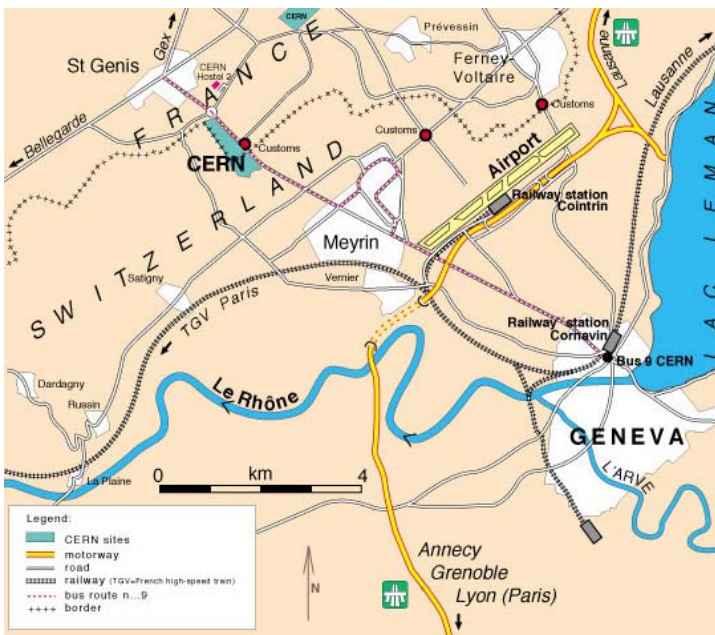 CERN
Prévessin
Gex
F R A N C E
Lausanne
Lausanne
St Genis
CERN
Hostel 2
Ferney-
Voltaire
Bellegarde
Customs
Customs
Customs
CERN
Airport
LAC LEMAN
Railway station
Cointrin
SWITZERLAND
Meyrin
Vernier
Satigny
TGV Paris
Railway station
Cornavin
Bus 9 CERN
Dardagny
Russin
Le Rhône
GENEVA
L'ARVE
La Plaine
0 km 4
Legend:
CERN sites
motorway
road
railway (TGV=French high-speed train)
bus route n...9
border
N
Annecy
Grenoble
Lyon (Paris)